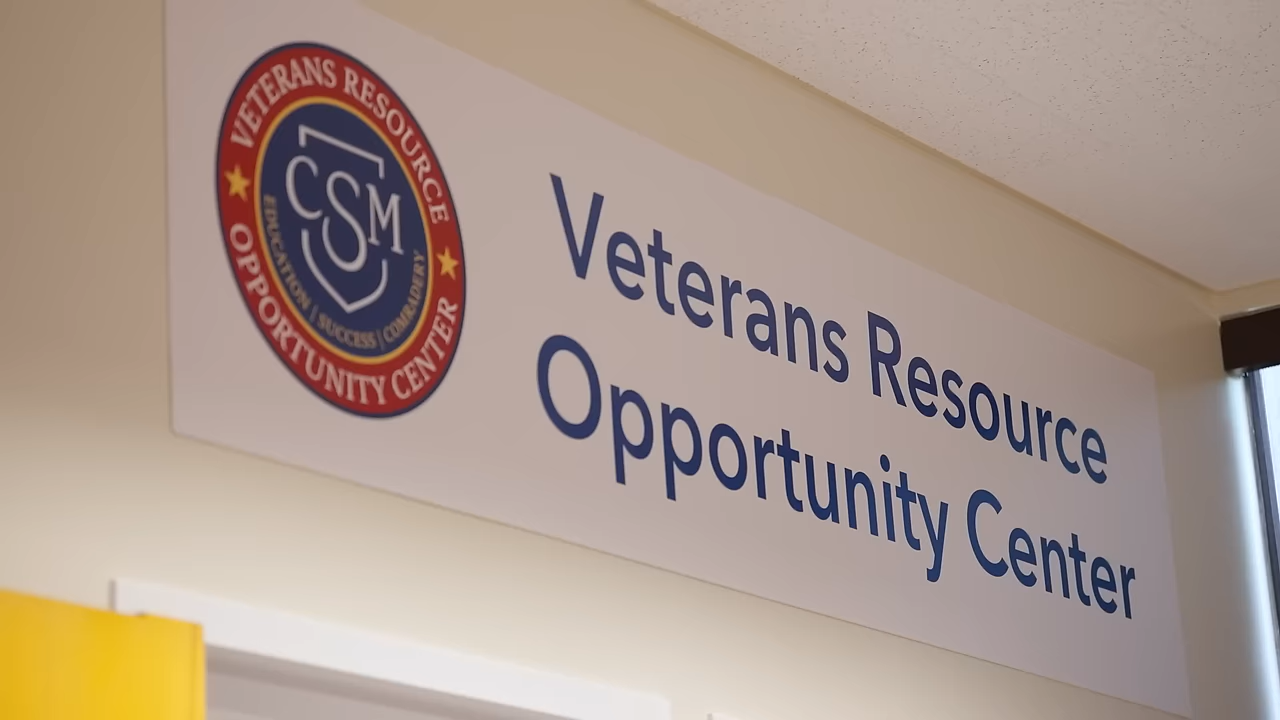 VETERANS RESOURCE
CSM
EDUCATION | SUCCESS | COMRADERY
OPPORTUNITY CENTER
Veterans Resource
Opportunity Center